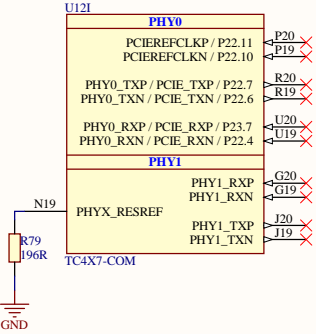 U12I
PHY0
PCIEREFCLKP / P22.11 P20
PCIEREFCLKN / P22.10 P19
PHY0_TXP / PCIE_TXP / P22.7 R20
PHY0_TXN / PCIE_TXN / P22.6 R19
PHY0_RXP / PCIE_RXP / P23.7 U20
PHY0_RXN / PCIE_RXN / P22.4 U19
PHY1
PHY1_RXP G20
PHY1_RXN G19
N19 PHYX_RESREF
PHY1_TXP J20
PHY1_TXN J19
R79
196R
TC4X7-COM
GND